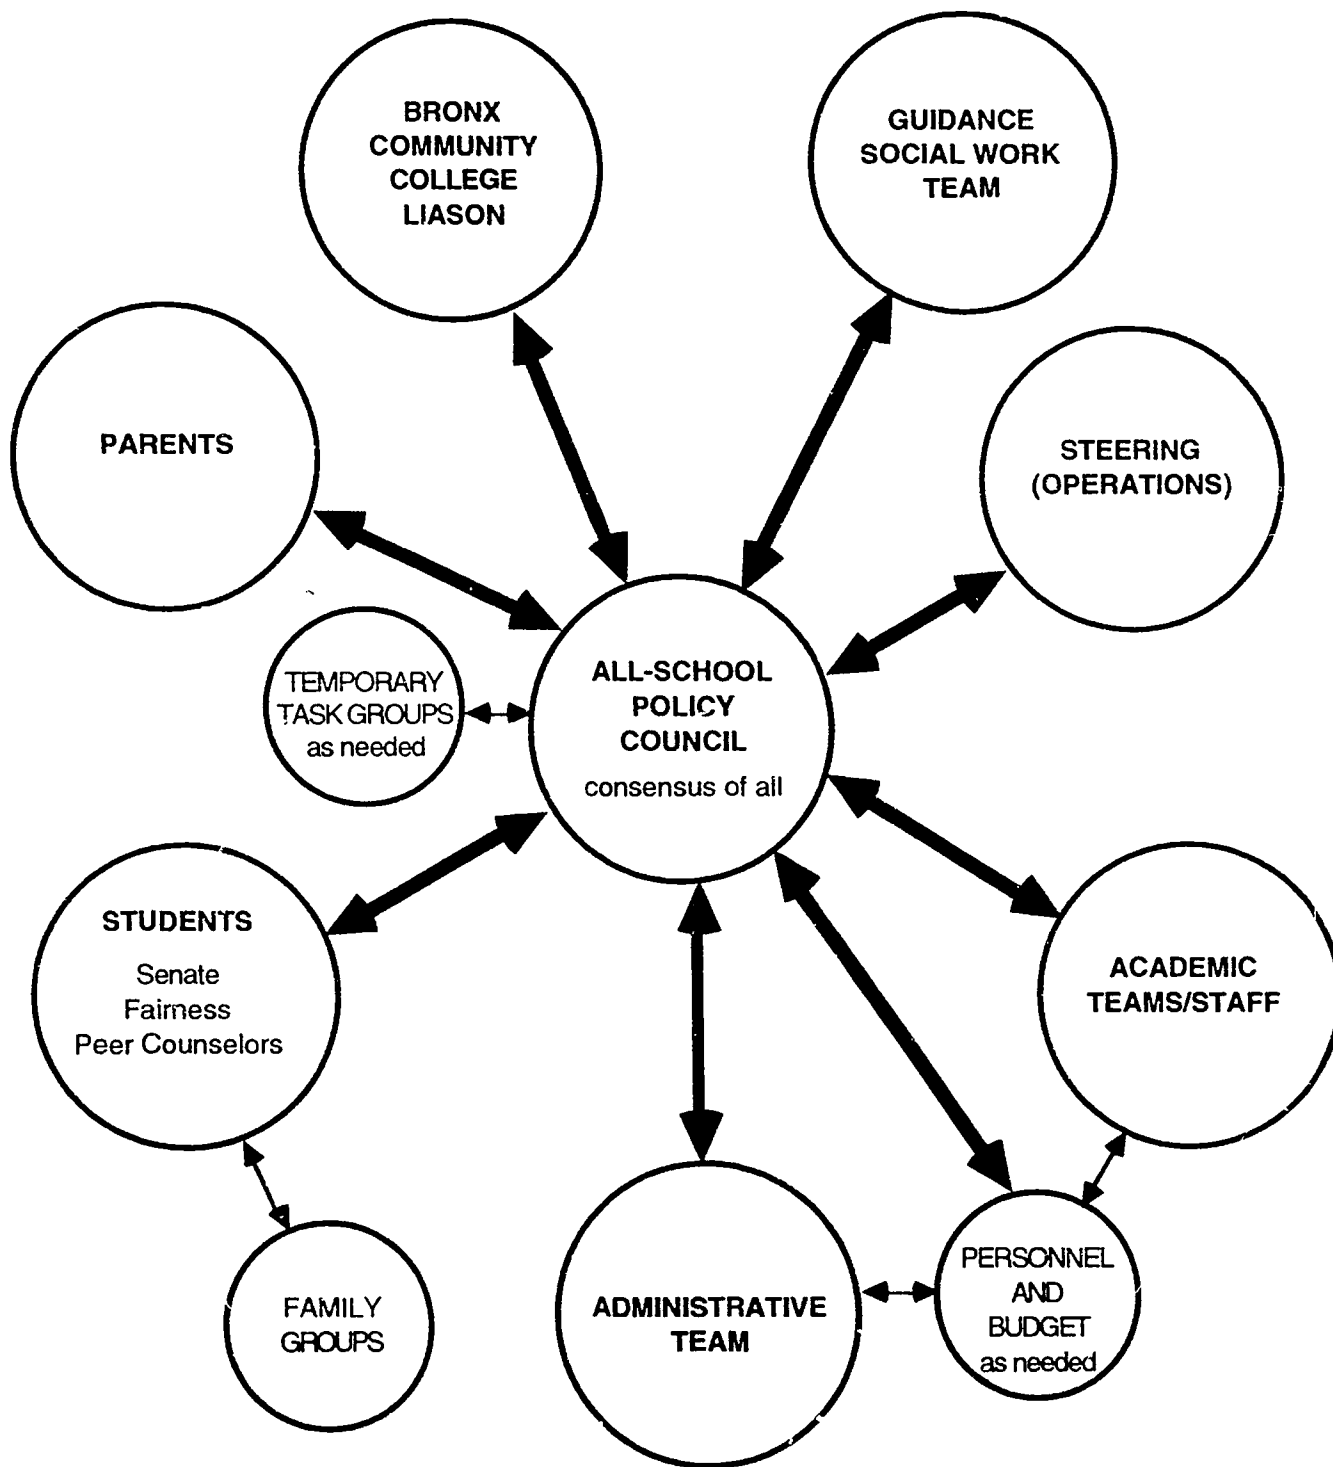 BRONX
COMMUNITY
COLLEGE
LIASON
GUIDANCE
SOCIAL WORK
TEAM
PARENTS
STEERING
(OPERATIONS)
TEMPORARY
TASK GROUPS
as needed
ALL-SCHOOL
POLICY
COUNCIL
consensus of all
STUDENTS
Senate
Fairness
Peer Counselors
ACADEMIC
TEAMS/STAFF
FAMILY
GROUPS
ADMINISTRATIVE
TEAM
PERSONNEL
AND
BUDGET
as needed